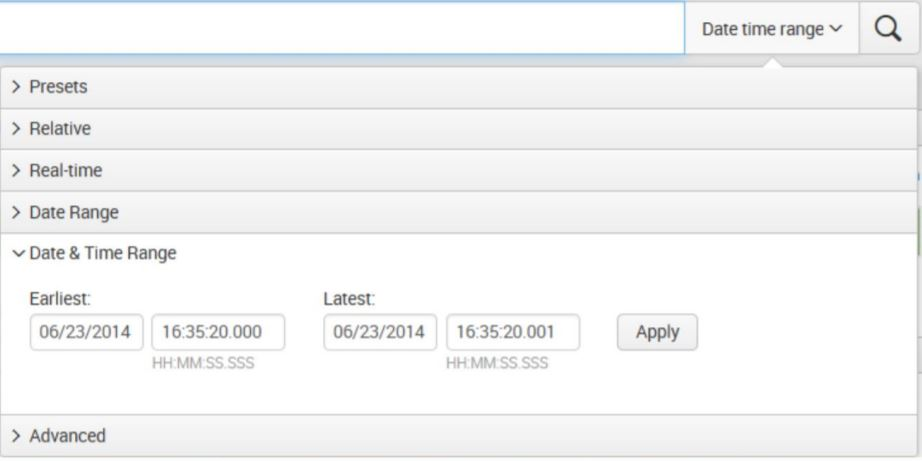 Date time range
Presets
Relative
Real-time
Date Range
Date & Time Range
Earliest: Latest:
06/23/2014 16:35:20.000 06/23/2014 16:35:20.001 Apply
HH:MM:SS.SSS HH:MM:SS.SSS
Advanced